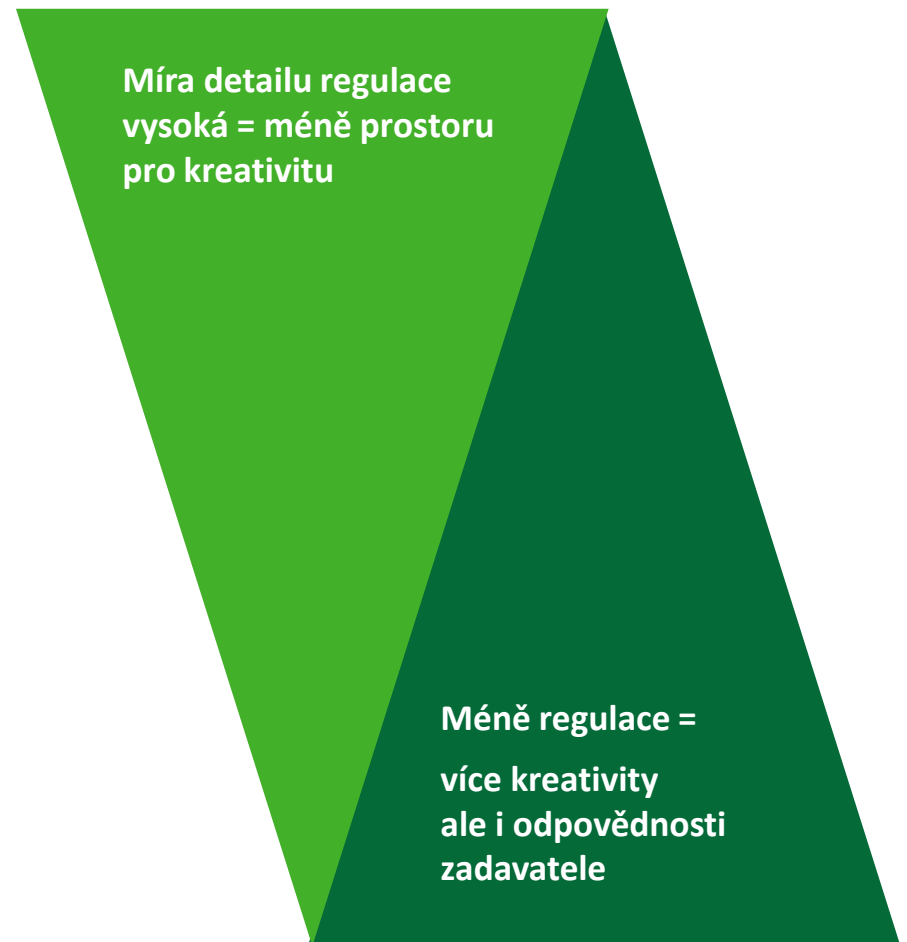 Míra detailu regulace
vysoká = méně prostoru
pro kreativitu
Méně regulace =
více kreativity
ale i odpovědnosti
zadavatele